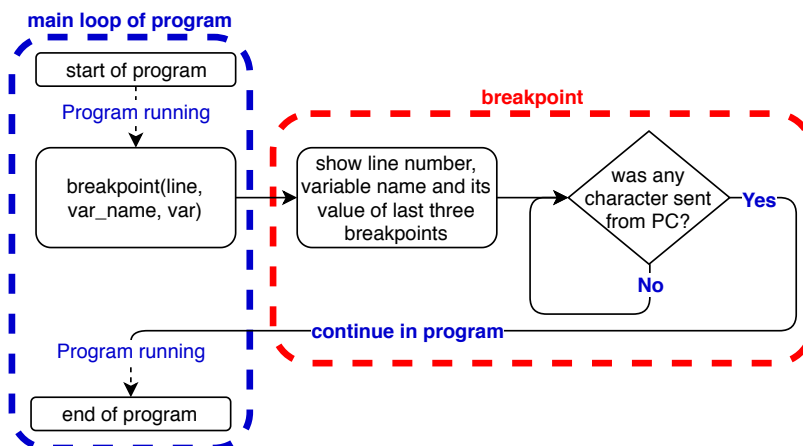 main loop of program
start of program
Program running
breakpoint(line,
var_name, var)
breakpoint
show line number,
variable name and its
value of last three
breakpoints
was any
character sent
from PC?
Yes
No
continue in program
Program running
end of program